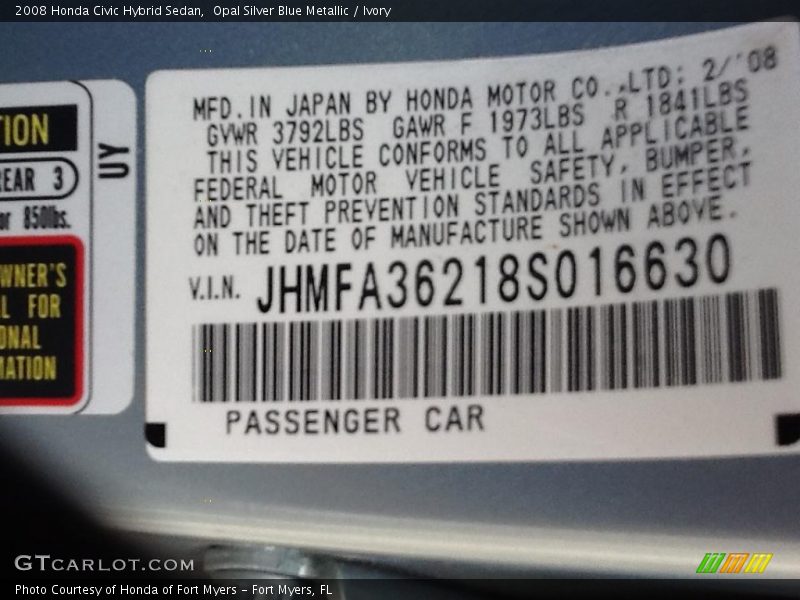 2008 Honda Civic Hybrid Sedan,  Opal Silver Blue Metallic / Ivory
TION
REAR 3
or 850lbs.
OWNER'S
L FOR
ONAL
MATION
UY
MFD. IN JAPAN BY HONDA MOTOR CO., LTD: 2/'08
GVWR 3792LBS GAWR F 1973LBS R 1841LBS
THIS VEHICLE CONFORMS TO ALL APPLICABLE
FEDERAL MOTOR VEHICLE SAFETY, BUMPER,
AND THEFT PREVENTION STANDARDS IN EFFECT
ON THE DATE OF MANUFACTURE SHOWN ABOVE.
V.I.N. JHMFA36218S016630
PASSENGER CAR
GTCARLOT.COM
Photo Courtesy of Honda of Fort Myers - Fort Myers, FL